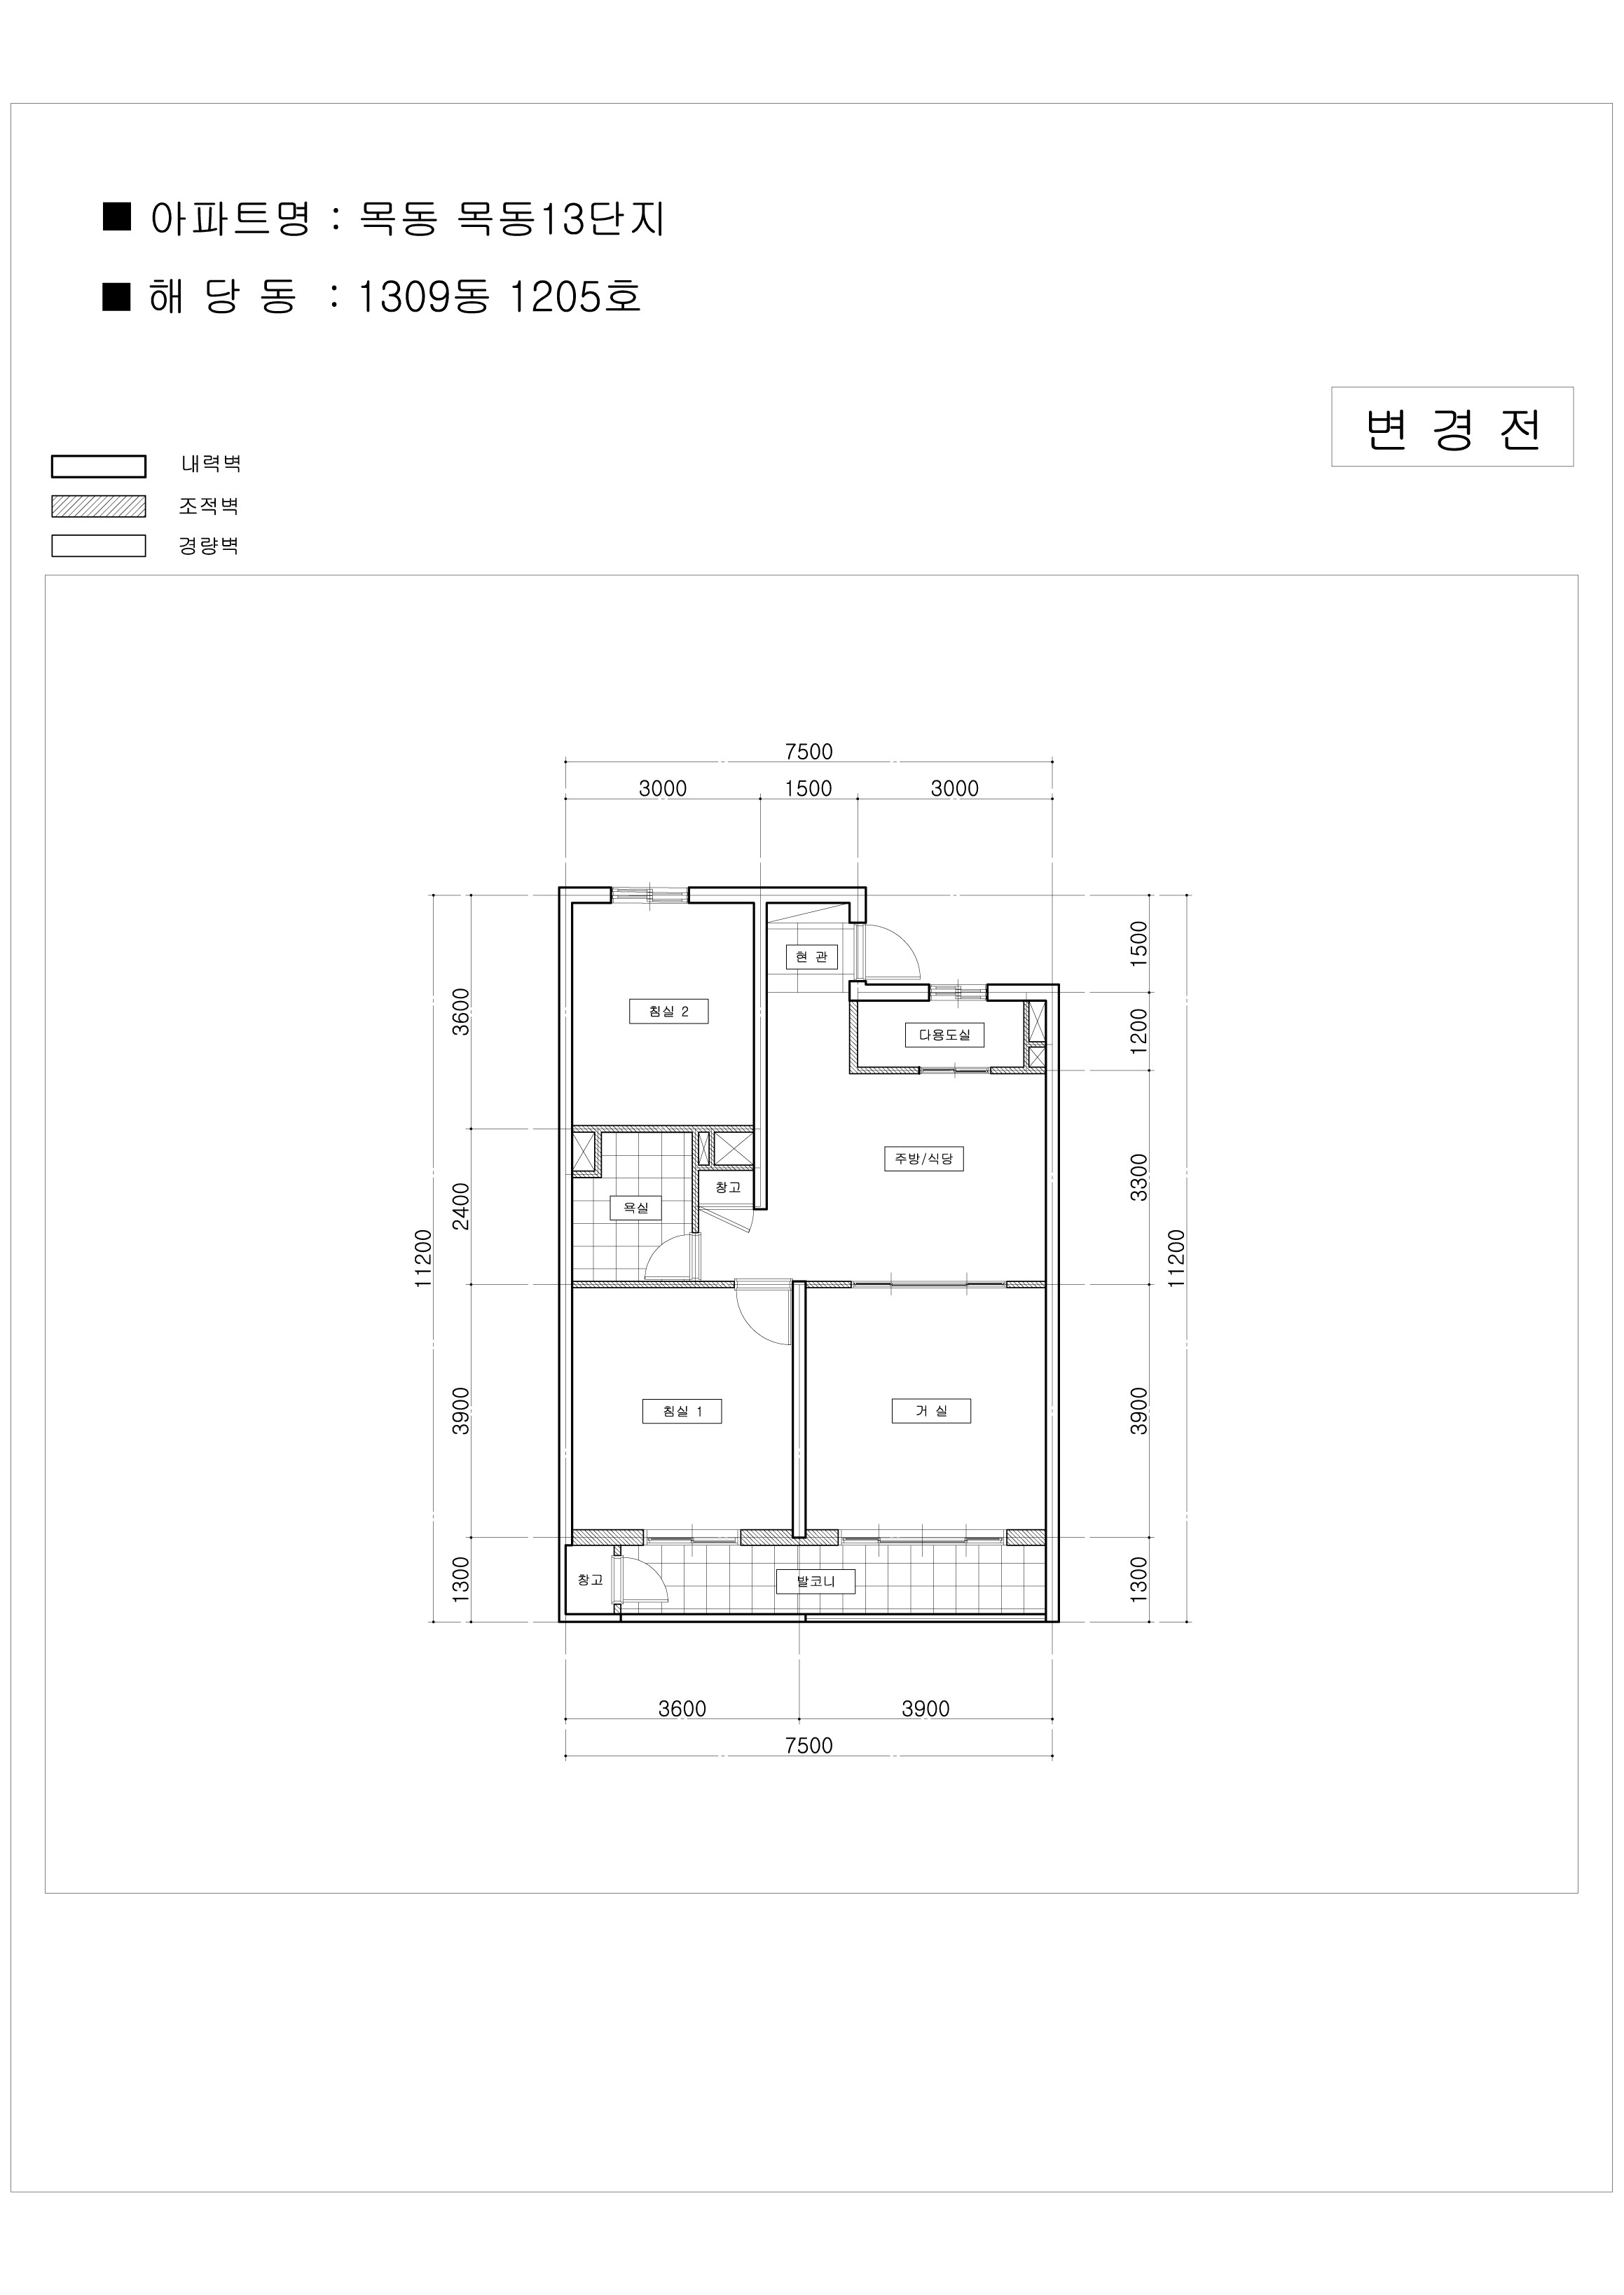 ■ 아파트명 : 목동 목동13단지
■ 해 당 동 : 1309동 1205호
변 경 전
내력벽
조적벽
경량벽
7500
3000 1500 3000
현 관
1500
침실 2
3600
다용도실
1200
주방/식당
3300
창고
욕실
2400
11200
11200
침실 1
거 실
3900
3900
창고
발코니
1300
1300
3600 3900
7500